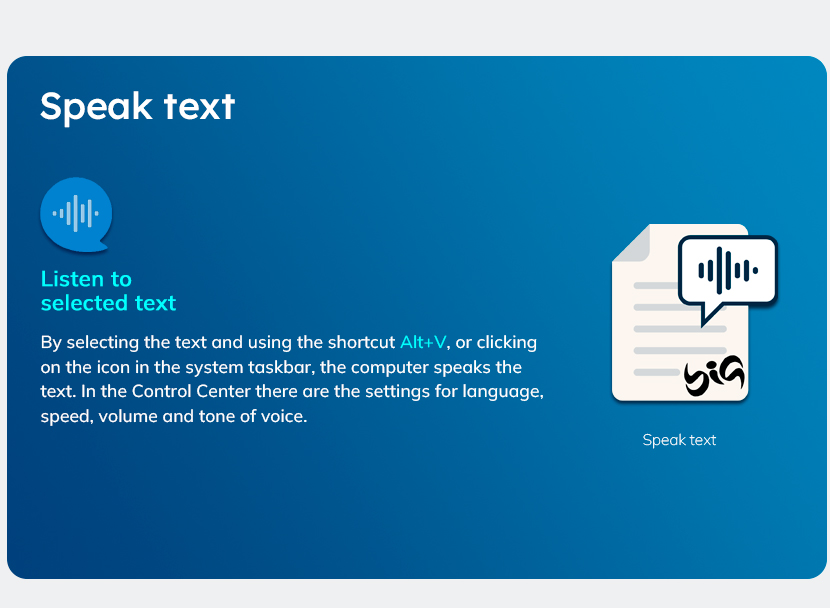 Speak text
Listen to
selected text
By selecting the text and using the shortcut Alt+V, or clicking
on the icon in the system taskbar, the computer speaks the
text. In the Control Center there are the settings for language,
speed, volume and tone of voice.
Speak text